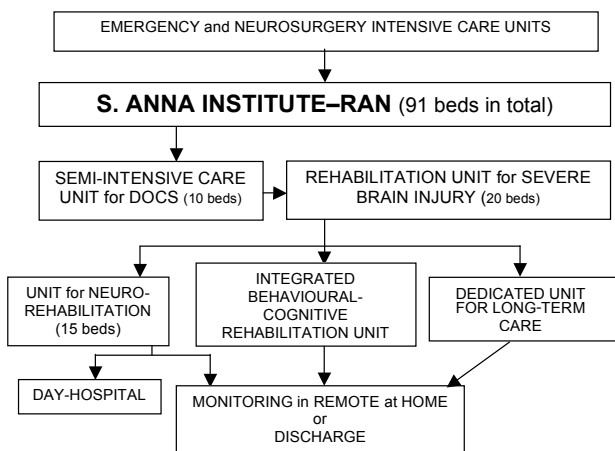 EMERGENCY and NEUROSURGERY INTENSIVE CARE UNITS
S. ANNA INSTITUTE–RAN (91 beds in total)
SEMI-INTENSIVE CARE
UNIT for DOCS (10 beds)
REHABILITATION UNIT for SEVERE
BRAIN INJURY (20 beds)
UNIT for NEURO-
REHABILITATION
(15 beds)
INTEGRATED
BEHAVIOURAL-
COGNITIVE
REHABILITATION UNIT
DEDICATED UNIT
FOR LONG-TERM
CARE
DAY-HOSPITAL
MONITORING in REMOTE at HOME
or
DISCHARGE